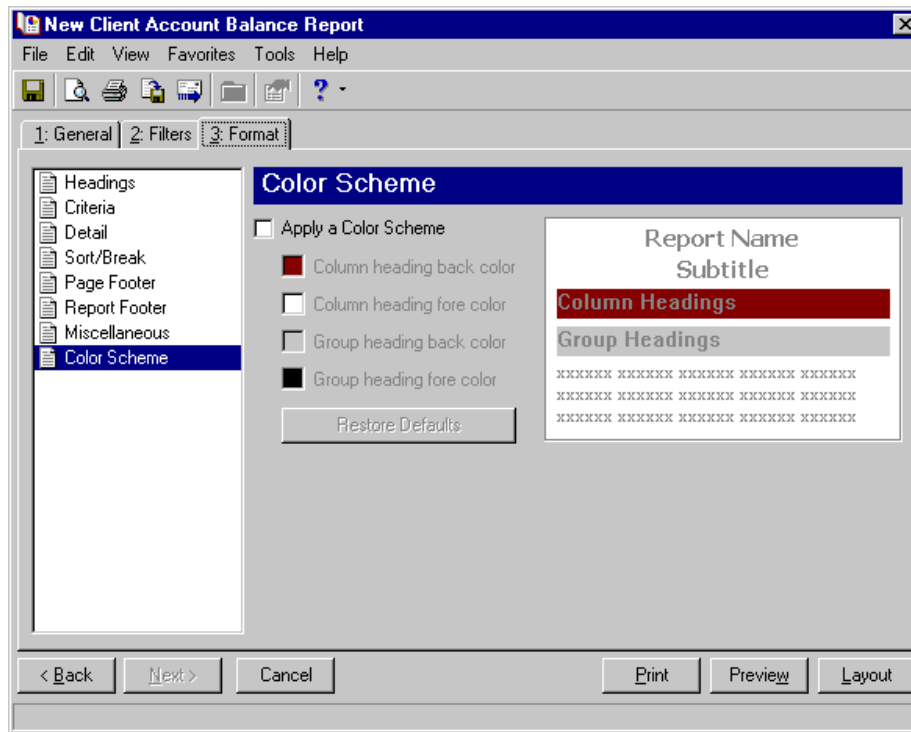 New Client Account Balance Report
File Edit View Favorites Tools Help
1: General 2: Filters 3: Format
Headings
Criteria
Detail
Sort/Break
Page Footer
Report Footer
Miscellaneous
Color Scheme
Color Scheme
Apply a Color Scheme
Column heading back color
Column heading fore color
Group heading back color
Group heading fore color
Restore Defaults
Report Name
Subtitle
Column Headings
Group Headings
xxxxxx xxxxxx xxxxxx xxxxxx xxxxxx
xxxxxx xxxxxx xxxxxx xxxxxx xxxxxx
xxxxxx xxxxxx xxxxxx xxxxxx xxxxxx
< Back Next > Cancel Print Preview Layout